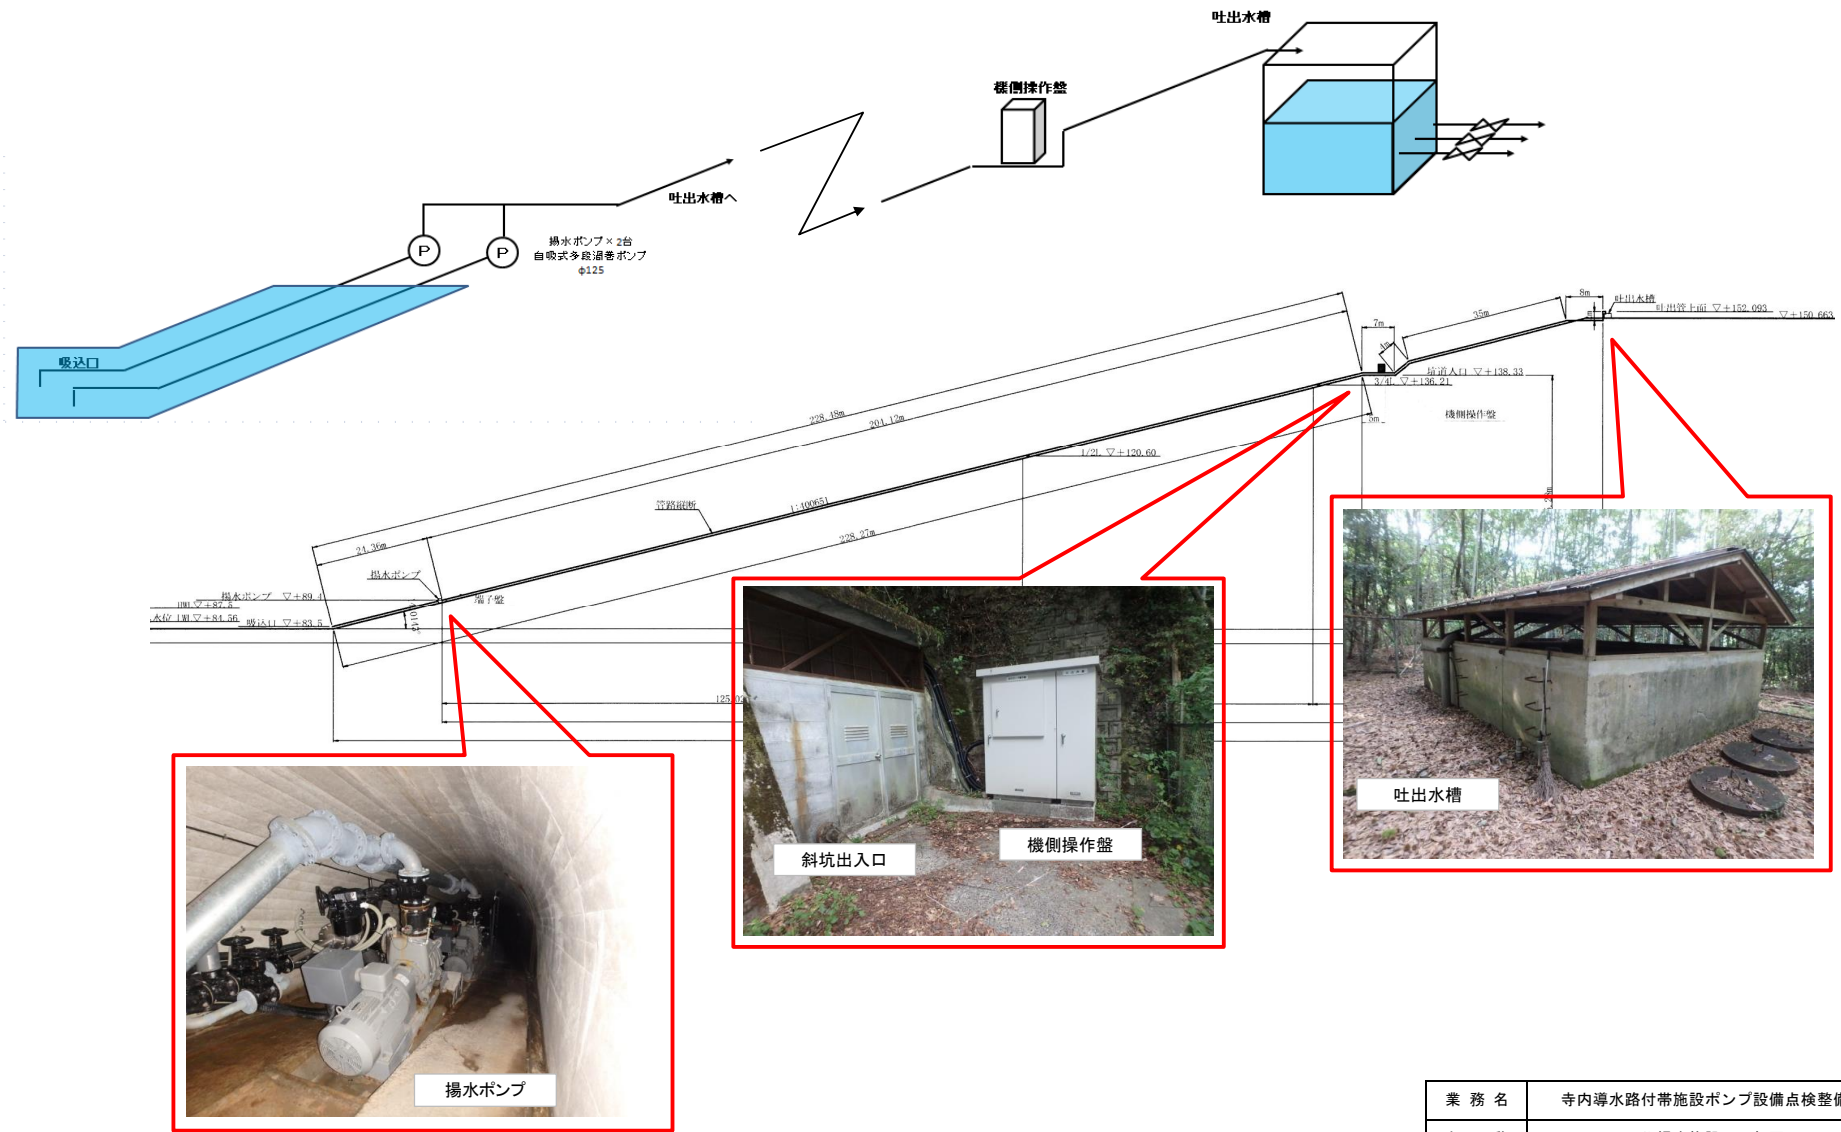 吐出水槽
機側操作盤
吐出水槽へ
P
P
揚水ポンプ×2台
自吸式多段渦巻ポンプ
φ125
吸込口
8m
吐出水槽
吐出管上面 ▽+152.093
▽+150.663
35m
7m
4m
坑道入口 ▽+138.33
3/4L ▽+136.21
機側操作盤
5m
228.48m
204.12m
1/2L ▽+120.60
管路縦断
1:400651
228.27m
24.36m
揚水ポンプ
揚水ポンプ ▽+89.4
端子盤
HWL▽+87.5
水位 LWL▽+84.56
吸込口 ▽+83.5
斜坑出入口
機側操作盤
吐出水槽
揚水ポンプ
業務名
寺内導水路付帯施設ポンプ設備点検整備